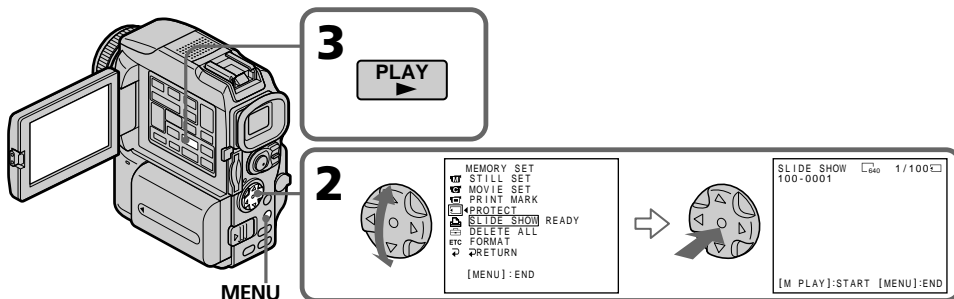 3
PLAY
2
MEMORY SET
STILL SET
MOVIE SET
PRINT MARK
PROTECT
SLIDE SHOW READY
DELETE ALL
ETC FORMAT
RETURN
[MENU]:END
SLIDE SHOW 640 1/100
100-0001
[M PLAY]:START [MENU]:END
MENU